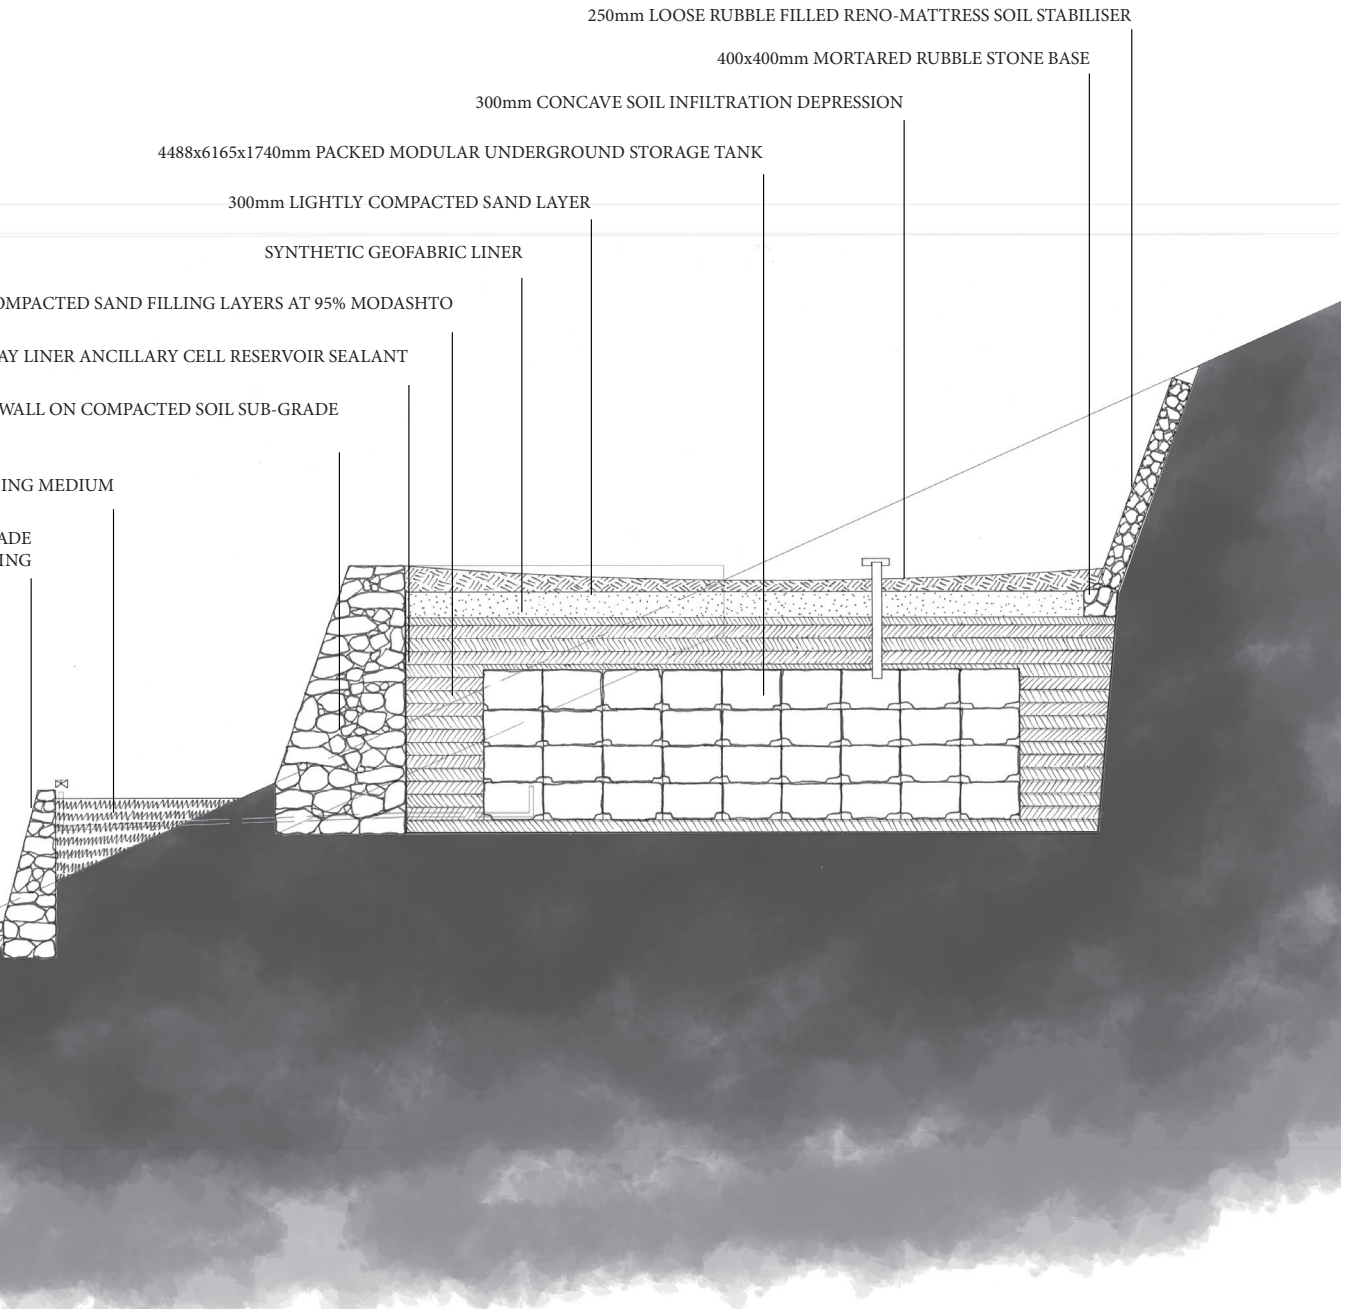 250mm LOOSE RUBBLE FILLED RENO-MATTRESS SOIL STABILISER
400x400mm MORTARED RUBBLE STONE BASE
300mm CONCAVE SOIL INFILTRATION DEPRESSION
4488x6165x1740mm PACKED MODULAR UNDERGROUND STORAGE TANK
300mm LIGHTLY COMPACTED SAND LAYER
SYNTHETIC GEOFABRIC LINER
OMPACTED SAND FILLING LAYERS AT 95% MODASHTO
AY LINER ANCILLARY CELL RESERVOIR SEALANT
WALL ON COMPACTED SOIL SUB-GRADE
ING MEDIUM
ADE
ING